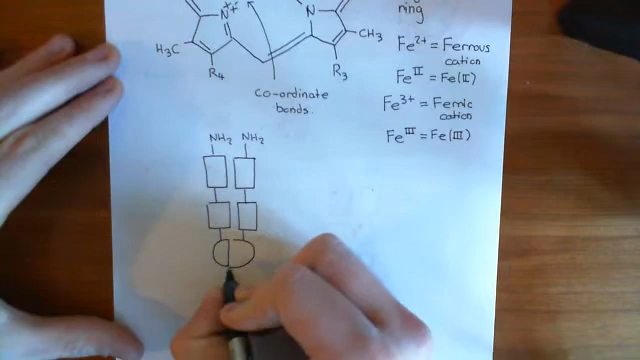 ring
N++
N
H3C
CH3
R4
R3
Co-ordinate
bonds.
Fe2+ = Ferrous
cation
FeII = Fe(II)
Fe3+ = Ferric
cation
FeIII = Fe(III)
NH2 NH2